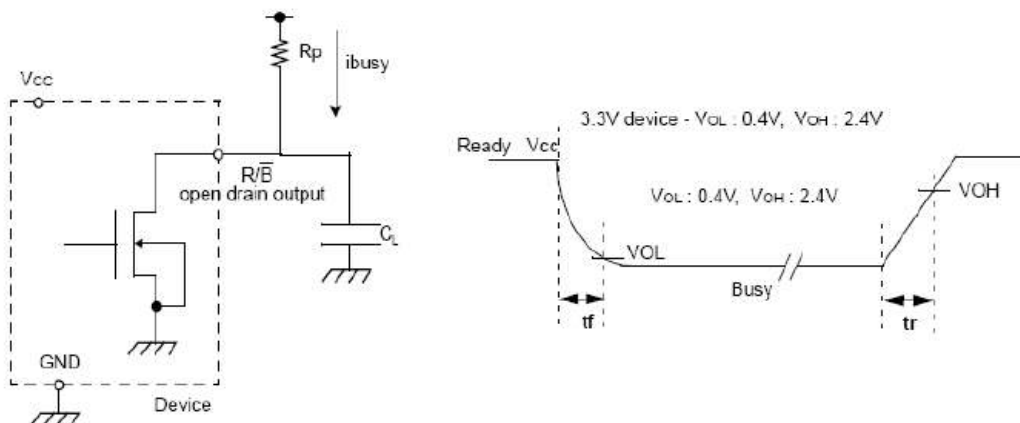 Rp
ibusy
Vcc
R/B̅
open drain output
CL
GND
Device
3.3V device - VOL : 0.4V, VOH : 2.4V
Ready Vcc
VOL : 0.4V, VOH : 2.4V
VOH
VOL
Busy
tf
tr